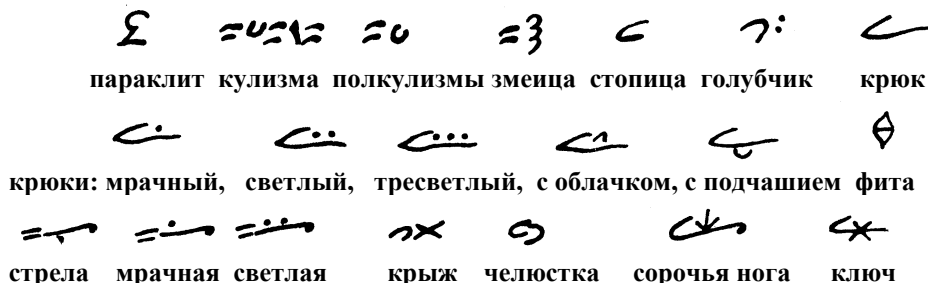 параклит кулизма полкулизмы змеица стопица голубчик крюк
крюки: мрачный, светлый, тресветлый, с облачком, с подчашием фита
стрела мрачная светлая крыж челюстка сорочья нога ключ